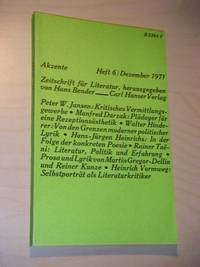 B 2384 F
Akzente Heft 6 | Dezember 1971
Zeitschrift für Literatur, herausgegeben
von Hans Bender — Carl Hanser Verlag
Peter W. Jansen: Kritisches Vermittlungs-
gewerbe • Manfred Durzak: Plädoyer für
eine Rezeptionsästhetik • Walter Hinde-
rer: Von den Grenzen moderner politischer
Lyrik • Hans-Jürgen Heinrichs: In der
Folge der konkreten Poesie • Rainer Taë-
ni: Literatur, Politik und Erfahrung •
Prosa und Lyrik von Martin Gregor-Dellin
und Reiner Kunze • Heinrich Vormweg:
Selbstporträt als Literaturkritiker